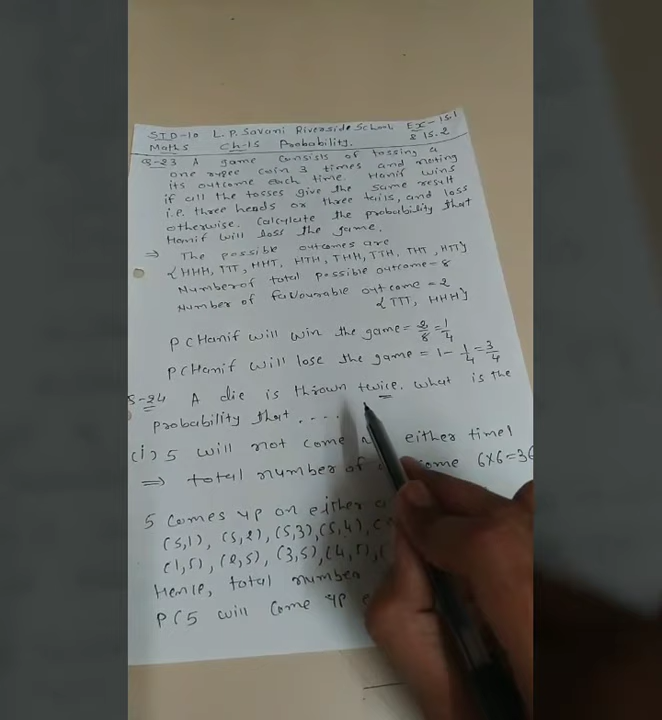 STD-10 L.P. Savani Riverside School Ex-15.1
Maths Ch-15 Probability. & 15.2
Q-23 A game consists of tossing a
one rupee coin 3 times and noting
its outcome each time. Hanif wins
if all the tosses give the same result
i.e. three heads or three tails, and loss
otherwise. Calculate the probability that
Hanif will loss the game.
⇒ The possible outcomes are
{HHH, TTT, HHT, HTH, THH, TTH, THT, HTT}
Number of total possible outcome = 8
Number of favourable outcome = 2
{TTT, HHH}
P(Hanif will win the game = 2/8 = 1/4
P(Hanif will lose the game = 1 - 1/4 = 3/4
-24 A die is thrown twice. what is the
probability that ....
(i) 5 will not come either time!
⇒ total number of 6x6=36
5 comes up on either
(5,1), (5,2), (5,3), (5,4),
(1,5), (2,5), (3,5), (4,5),
Hence, total number
P(5 will come up